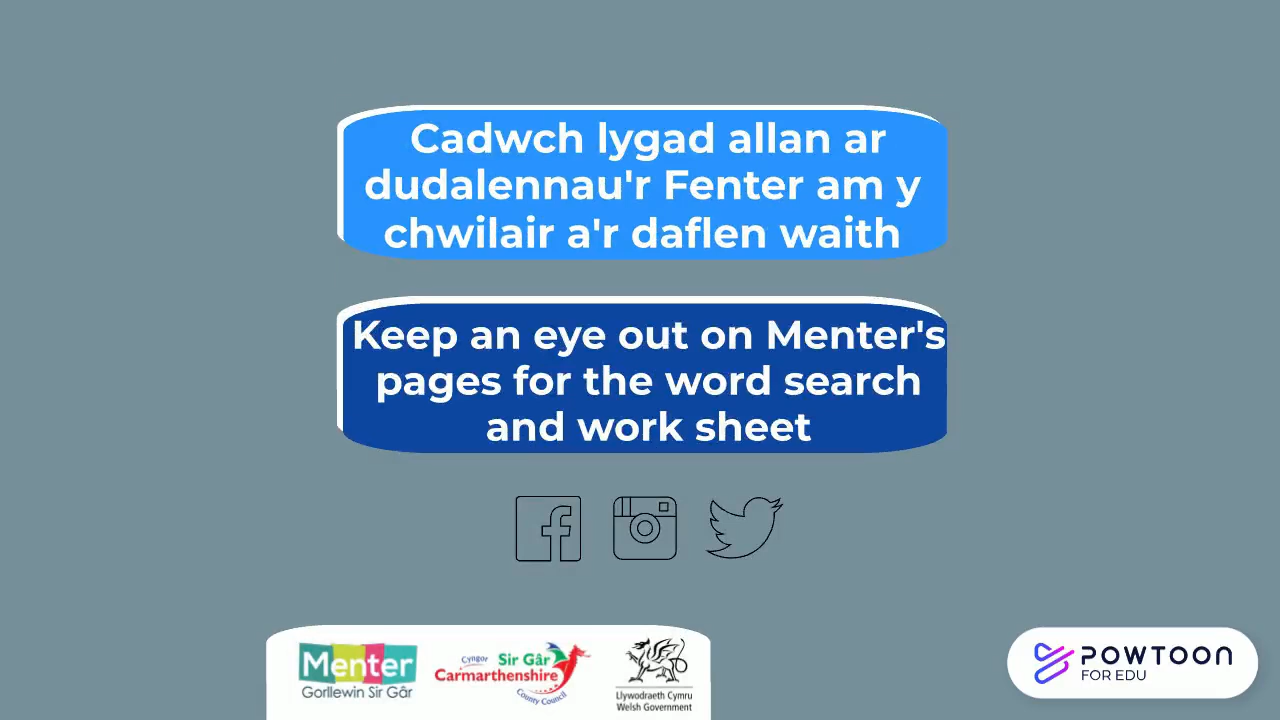 Cadwch lygad allan ar
dudalennau'r Fenter am y
chwilair a'r daflen waith
Keep an eye out on Menter's
pages for the word search
and work sheet
Menter
Gorllewin Sir Gâr
Cyngor Sir Gâr
Carmarthenshire
County Council
Llywodraeth Cymru
Welsh Government
POWTOON
FOR EDU